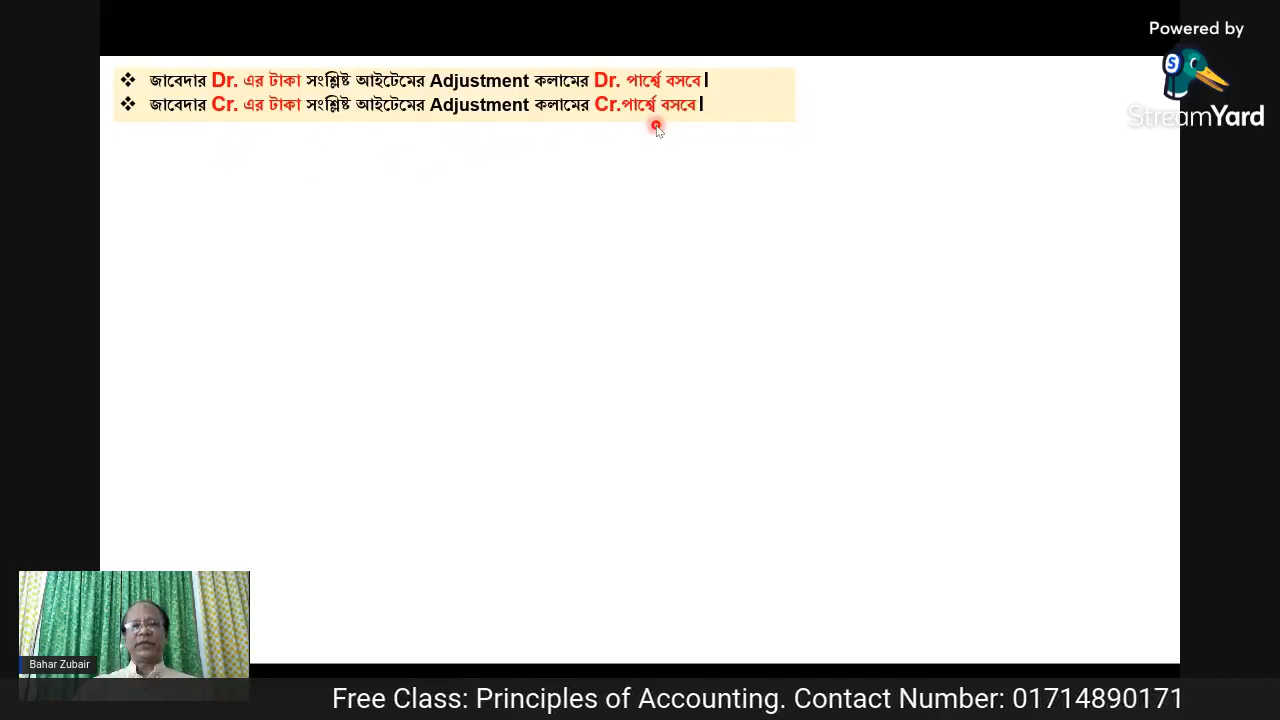 Powered by
StreamYard
❖ জাবেদার Dr. এর টাকা সংশ্লিষ্ট আইটেমের Adjustment কলামের Dr. পার্শ্বে বসবে।
❖ জাবেদার Cr. এর টাকা সংশ্লিষ্ট আইটেমের Adjustment কলামের Cr.পার্শ্বে বসবে।
Bahar Zubair
Free Class: Principles of Accounting. Contact Number: 01714890171